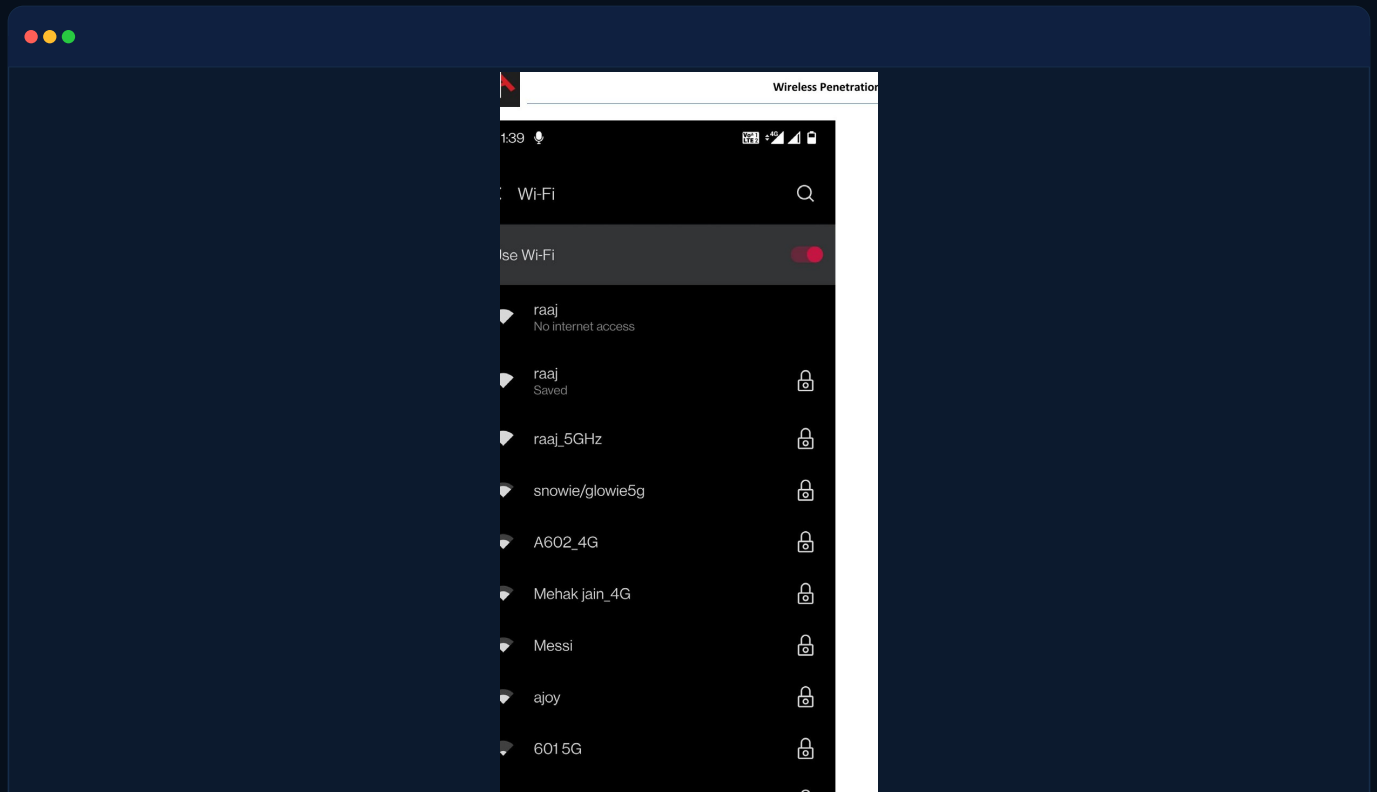 Wireless Penetration
1:39 4G
Wi-Fi
Use Wi-Fi
raaj
No internet access
raaj
Saved
raaj_5GHz
snowie/glowie5g
A602_4G
Mehak jain_4G
Messi
ajoy
601 5G